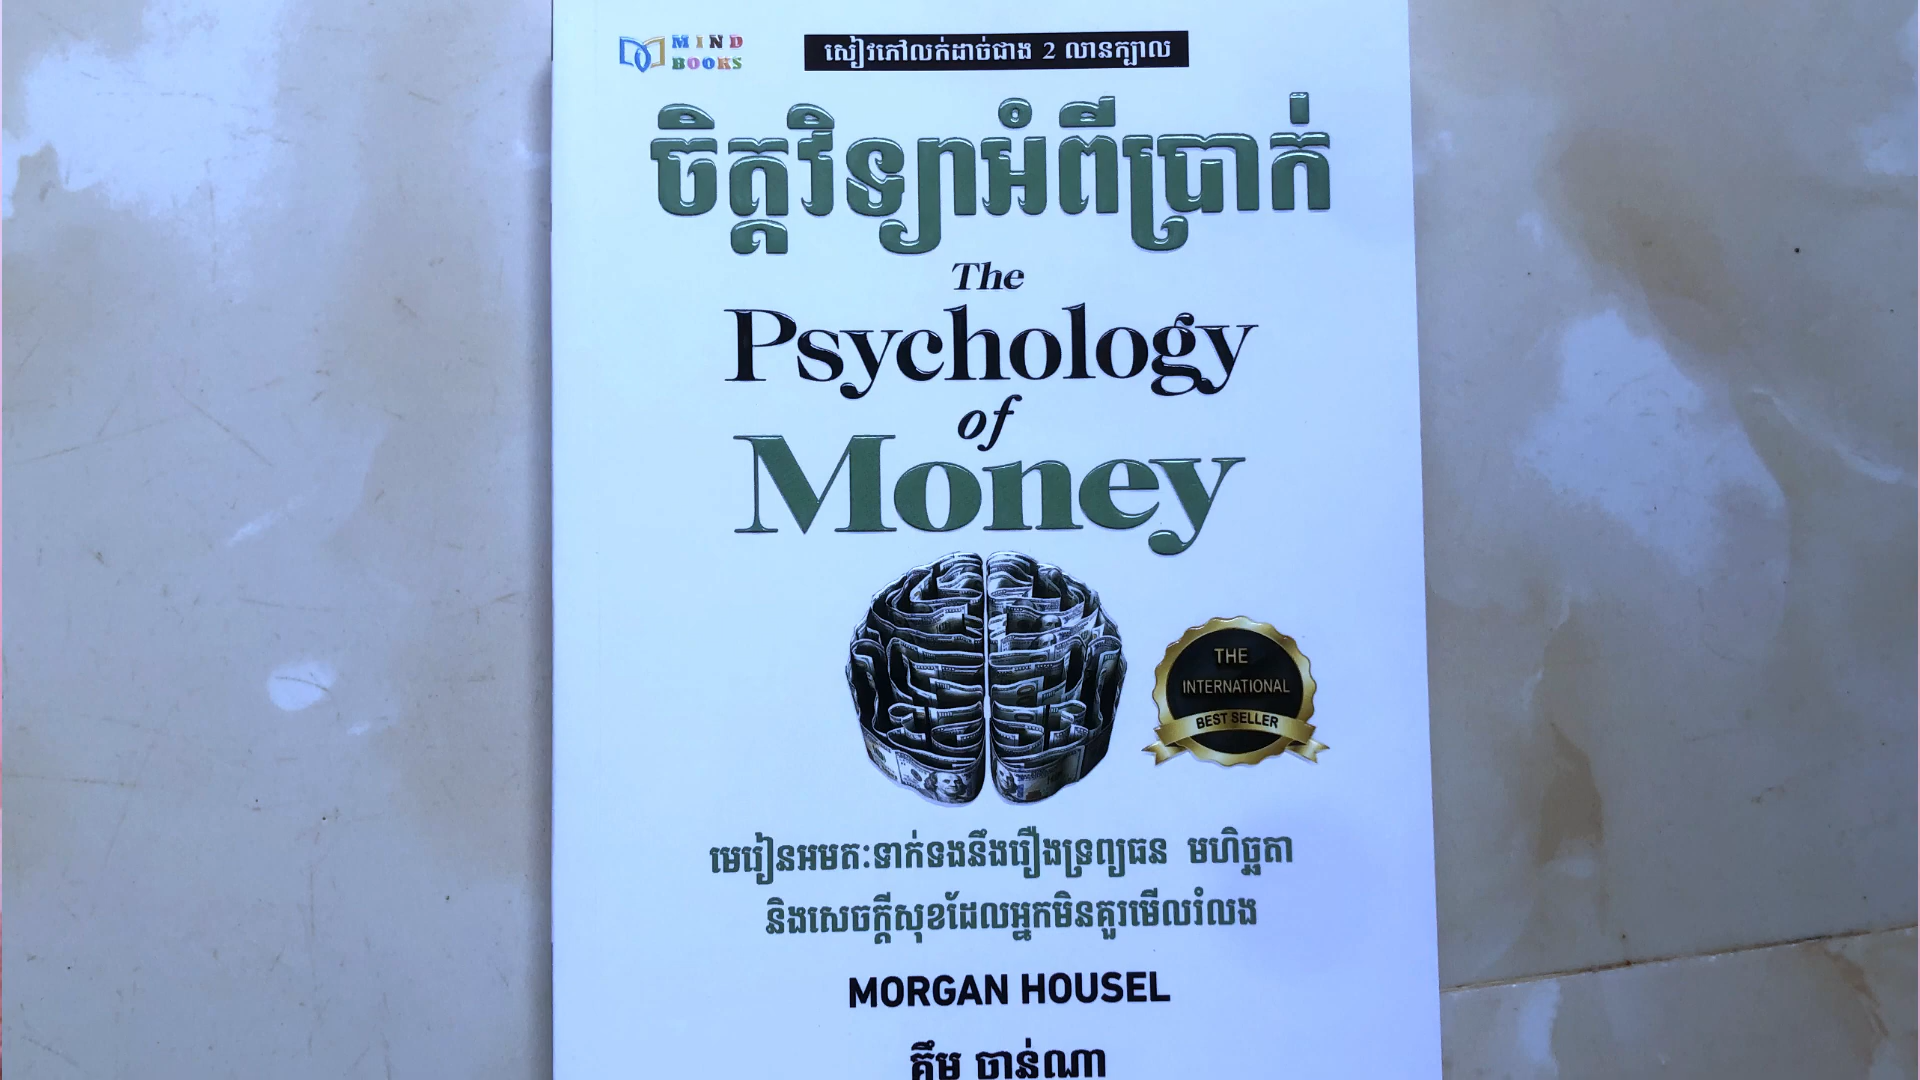 MIND
BOOKS
សៀវភៅលក់ដាច់ជាង 2 លានក្បាល
ចិត្តវិទ្យាអំពីប្រាក់
The
Psychology
of
Money
THE
INTERNATIONAL
BEST SELLER
មេរៀនអមតៈទាក់ទងនឹងរឿងទ្រព្យធន មហិច្ឆតា
និងសេចក្តីសុខដែលអ្នកមិនគួរមើលរំលង
MORGAN HOUSEL
គឹម ចាន់ណា